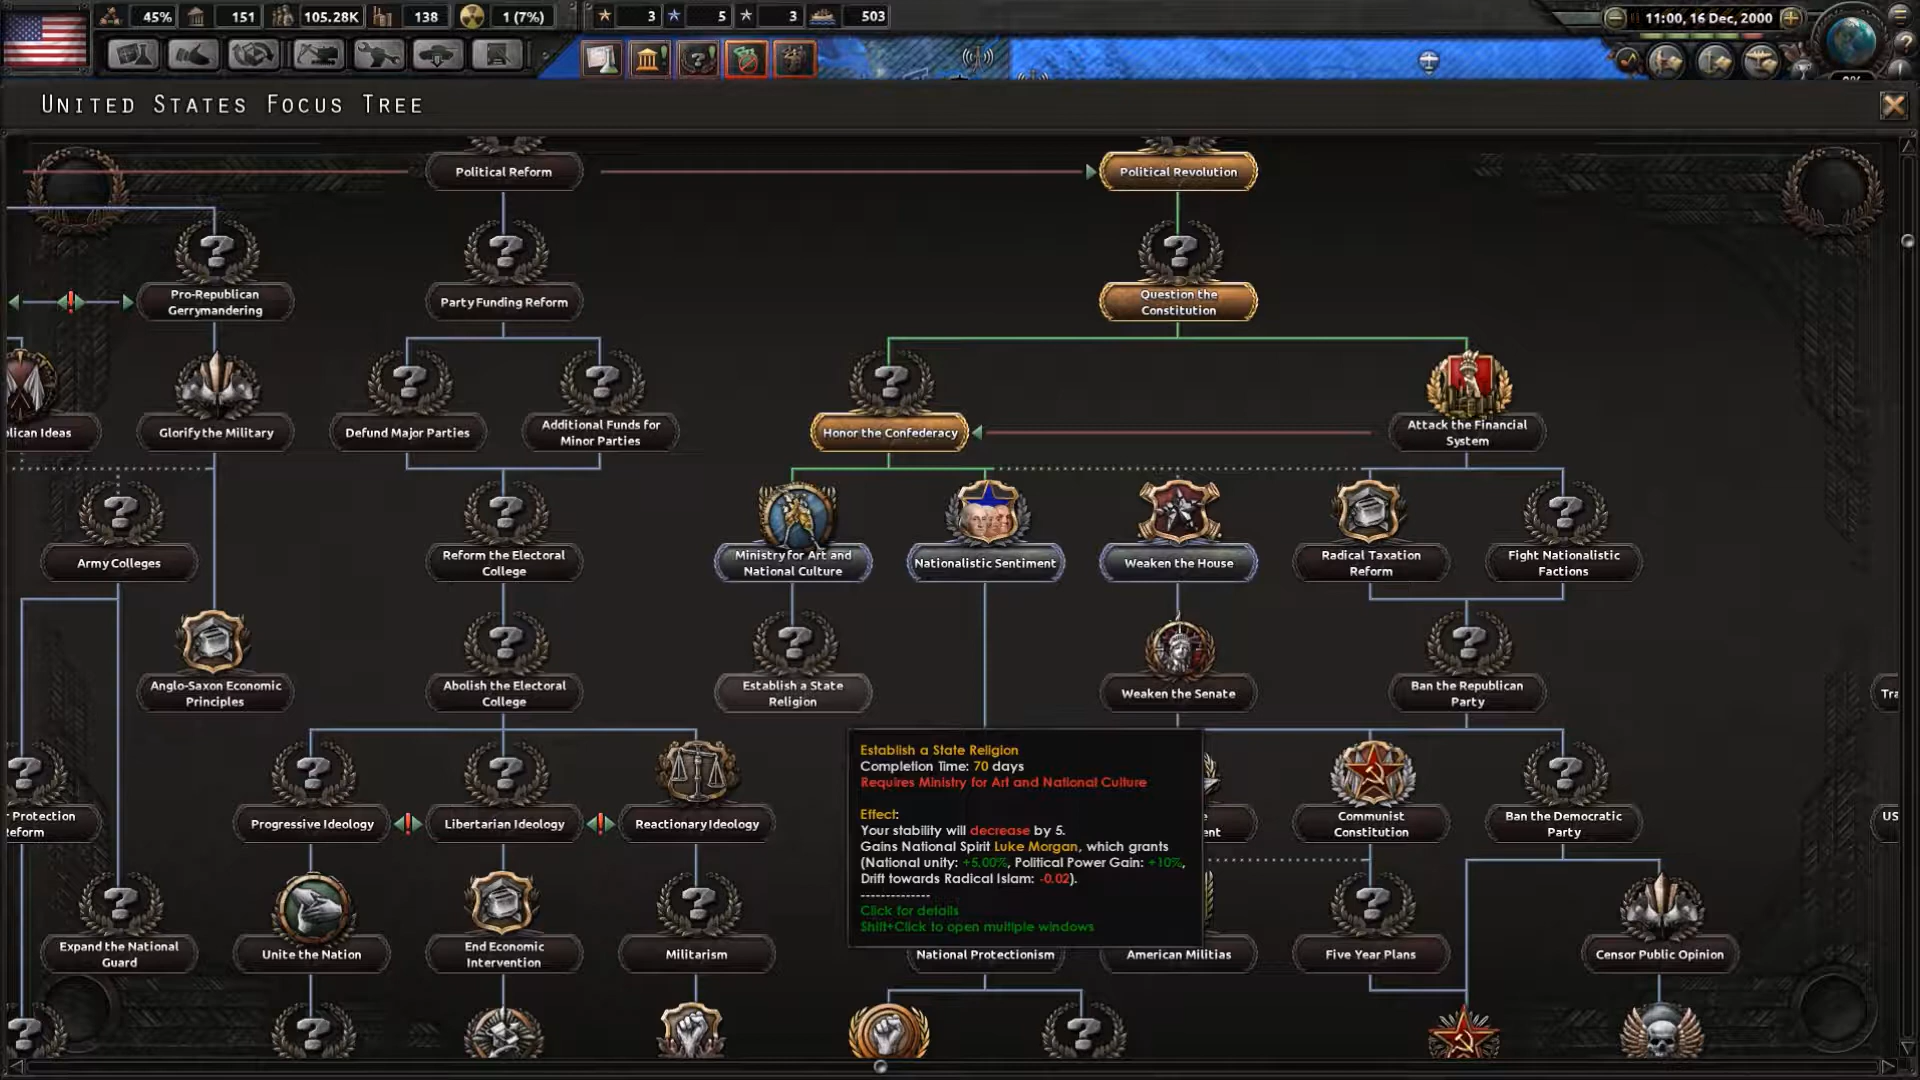 45%
151
105.28K
138
1 (7%)
3
5
3
503
11:00, 16 Dec, 2000
0%
United States Focus Tree
Political Reform
Political Revolution
Pro-Republican
Gerrymandering
Party Funding Reform
Question the
Constitution
Glorify the Military
Defund Major Parties
Additional Funds for
Minor Parties
Honor the Confederacy
Attack the Financial
System
Army Colleges
Reform the Electoral
College
Ministry for Art and
National Culture
Nationalistic Sentiment
Weaken the House
Radical Taxation
Reform
Fight Nationalistic
Factions
Anglo-Saxon Economic
Principles
Abolish the Electoral
College
Establish a State
Religion
Weaken the Senate
Ban the Republican
Party
Tra
Protection
Reform
Progressive Ideology
Libertarian Ideology
Reactionary Ideology
Communist
Constitution
Ban the Democratic
Party
US
Establish a State Religion
Completion Time: 70 days
Requires Ministry for Art and National Culture
Effect:
Your stability will decrease by 5.
Gains National Spirit Luke Morgan, which grants
(National unity: +5.00%, Political Power Gain: +10%,
Drift towards Radical Islam: -0.02).
--------------
Click for details
Shift+Click to open multiple windows
Expand the National
Guard
Unite the Nation
End Economic
Intervention
Militarism
National Protectionism
American Militias
Five Year Plans
Censor Public Opinion